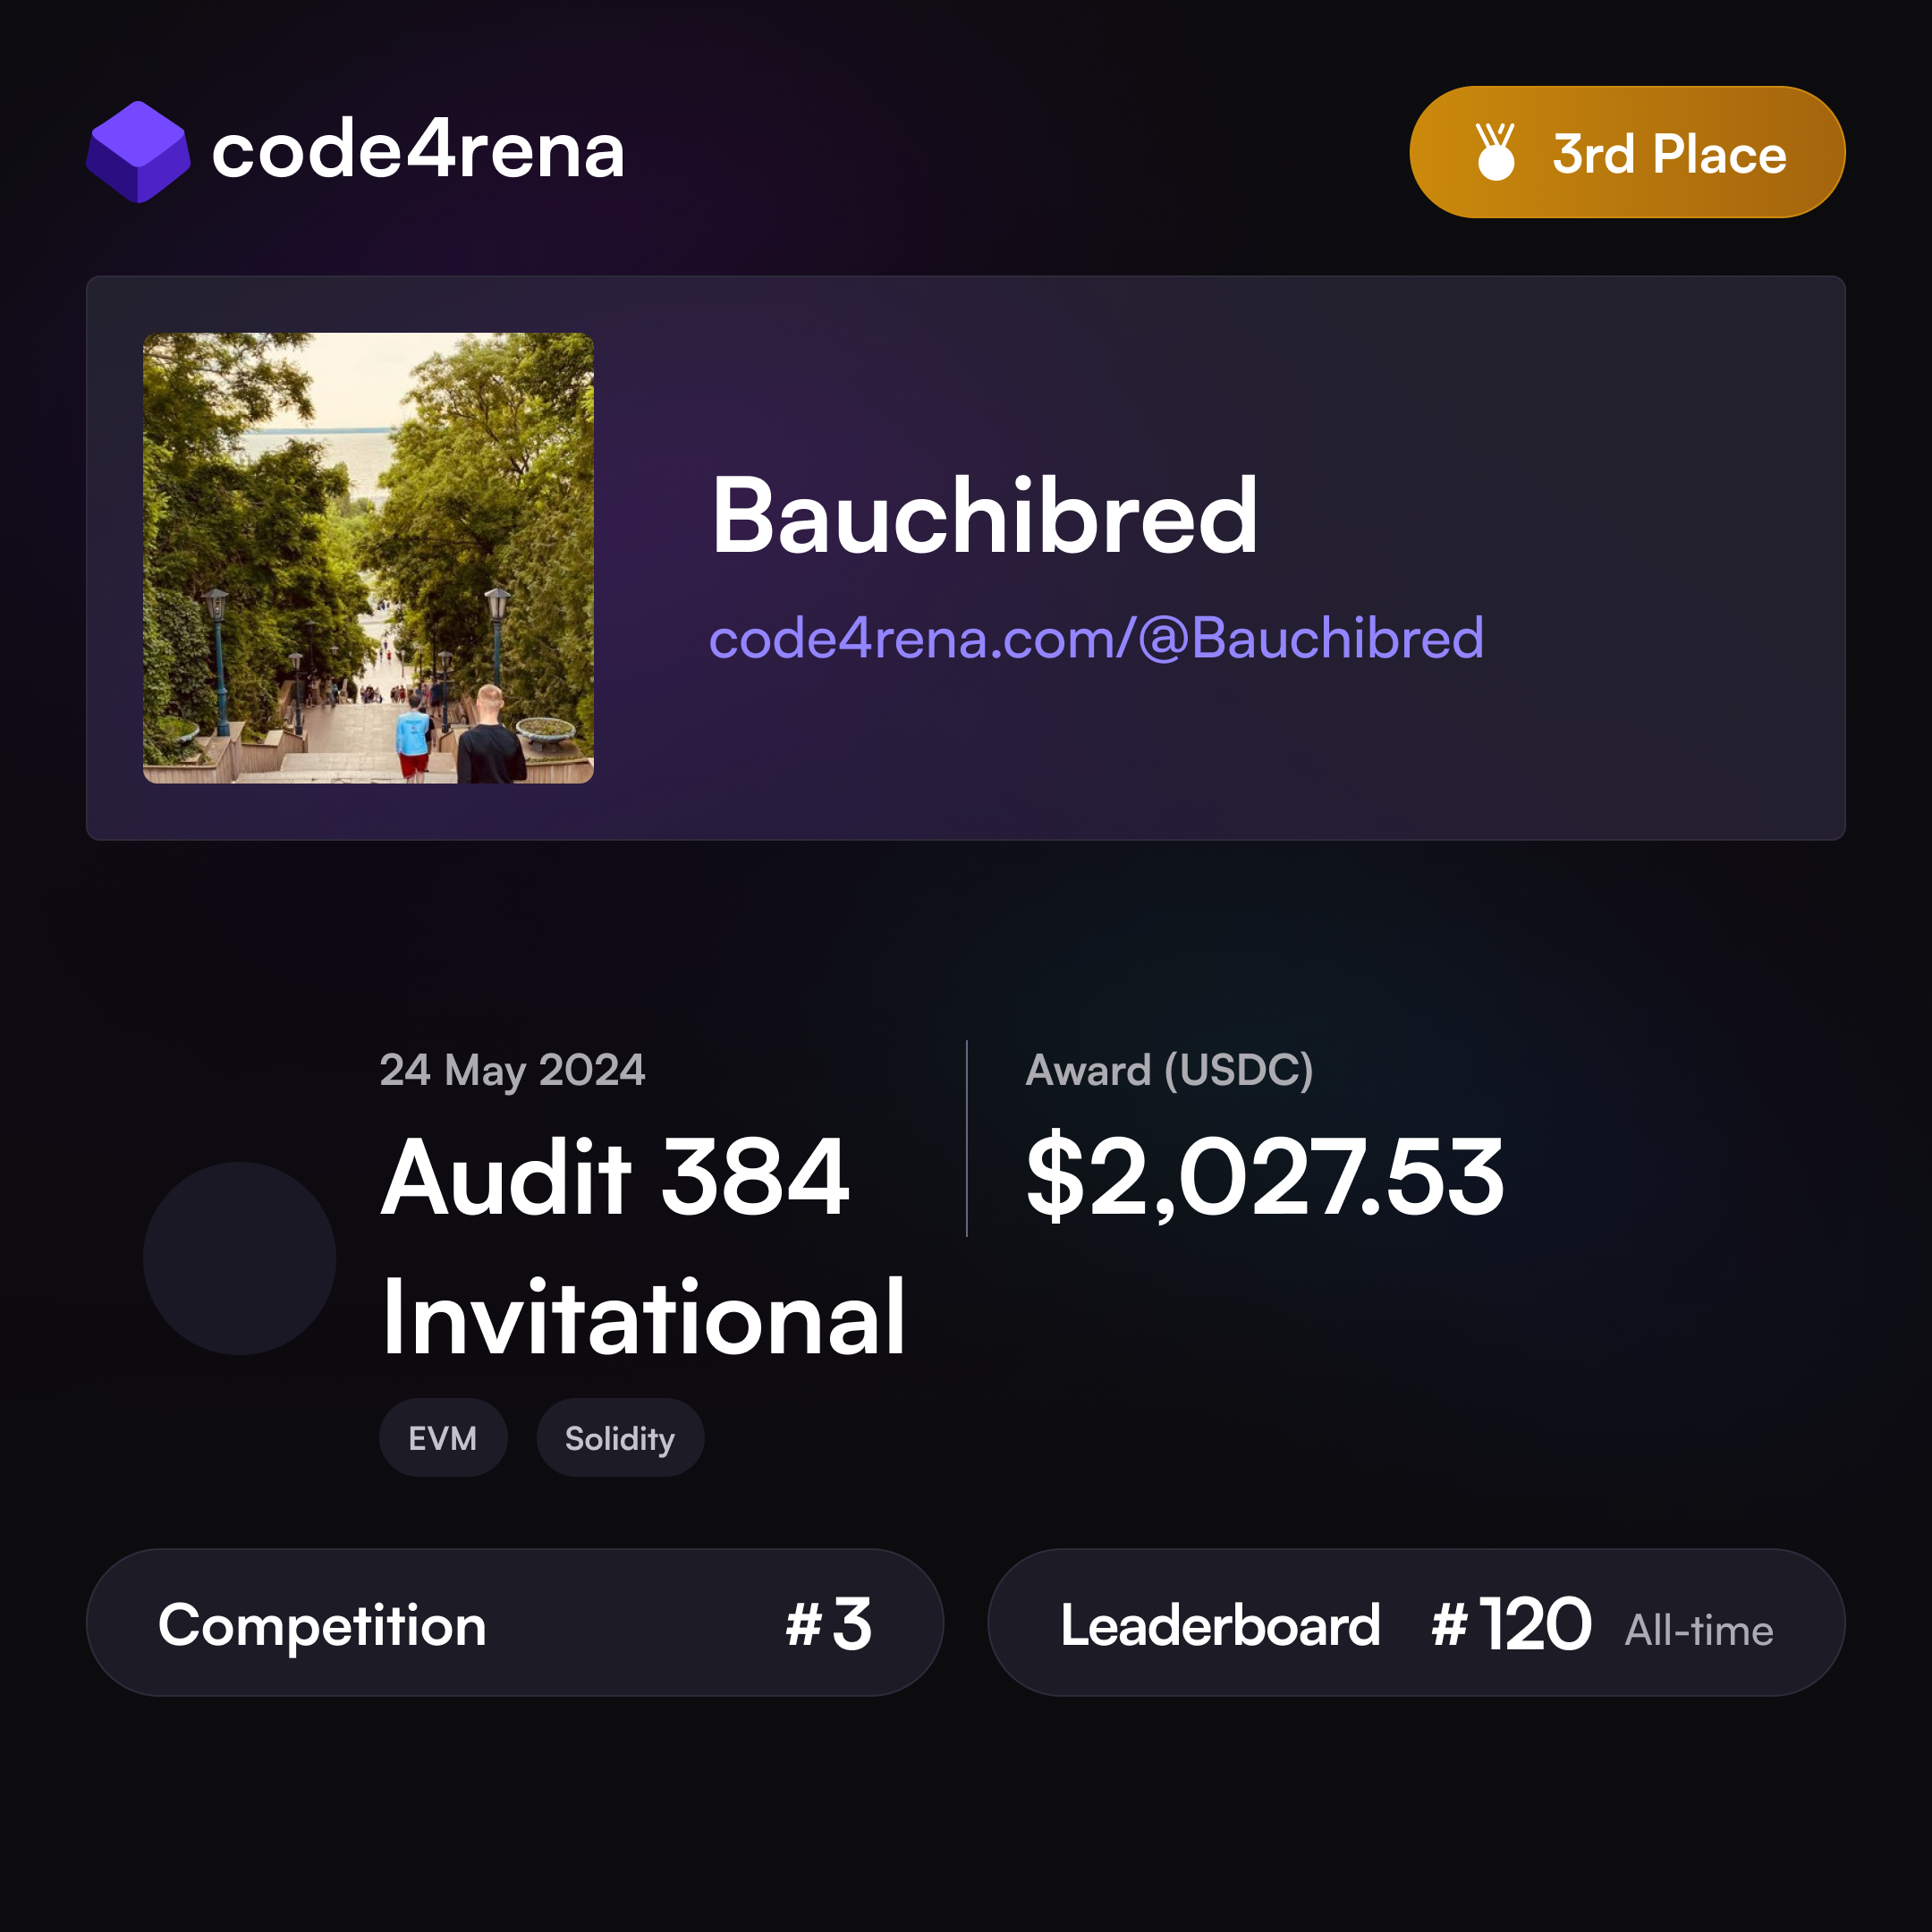 code4rena
3rd Place
Bauchibred
code4rena.com/@Bauchibred
24 May 2024
Audit 384
Invitational
EVM Solidity
Award (USDC)
$2,027.53
Competition #3
Leaderboard #120 All-time